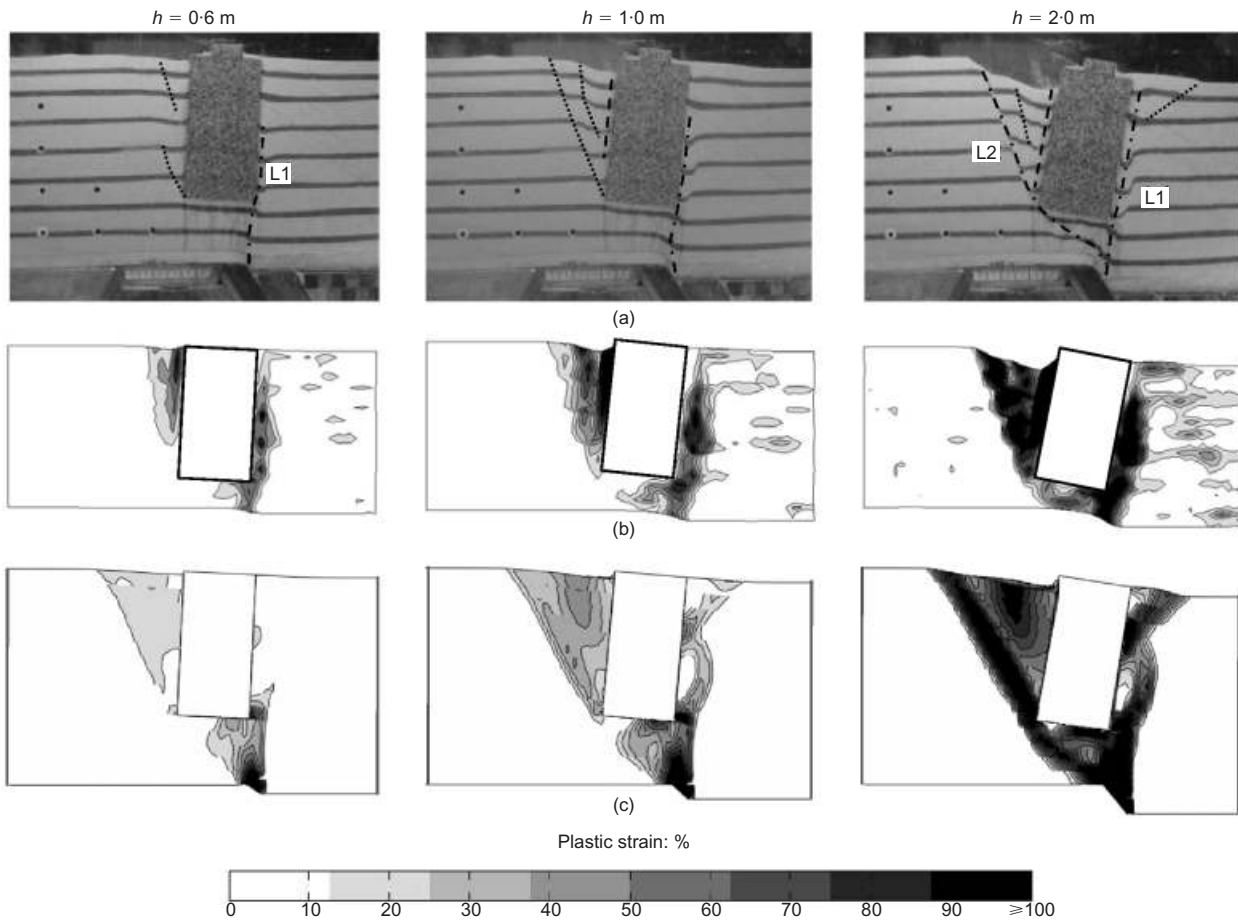 h = 0·6 m
h = 1·0 m
h = 2·0 m
L1
L2
L1
(a)
(b)
(c)
Plastic strain: %
0 10 20 30 40 50 60 70 80 90 ≥100